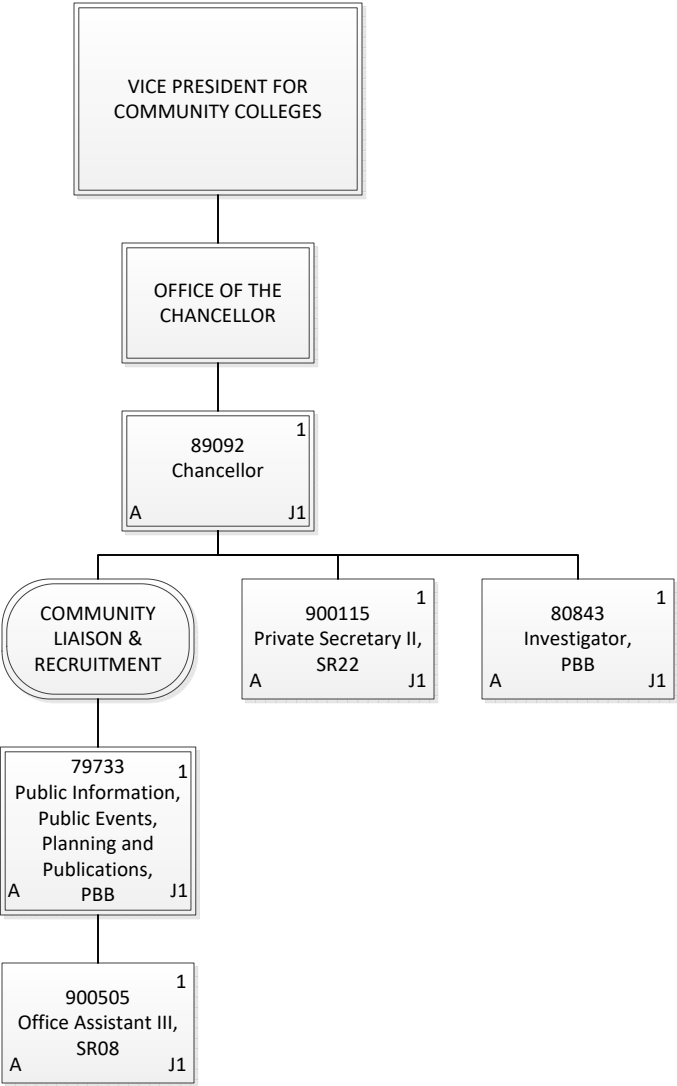 VICE PRESIDENT FOR
COMMUNITY COLLEGES
OFFICE OF THE
CHANCELLOR
1
89092
Chancellor
A J1
COMMUNITY
LIAISON &
RECRUITMENT
1
900115
Private Secretary II,
SR22
A J1
1
80843
Investigator,
PBB
A J1
79733
1
Public Information,
Public Events,
Planning and
Publications,
PBB
A J1
1
900505
Office Assistant III,
SR08
A J1